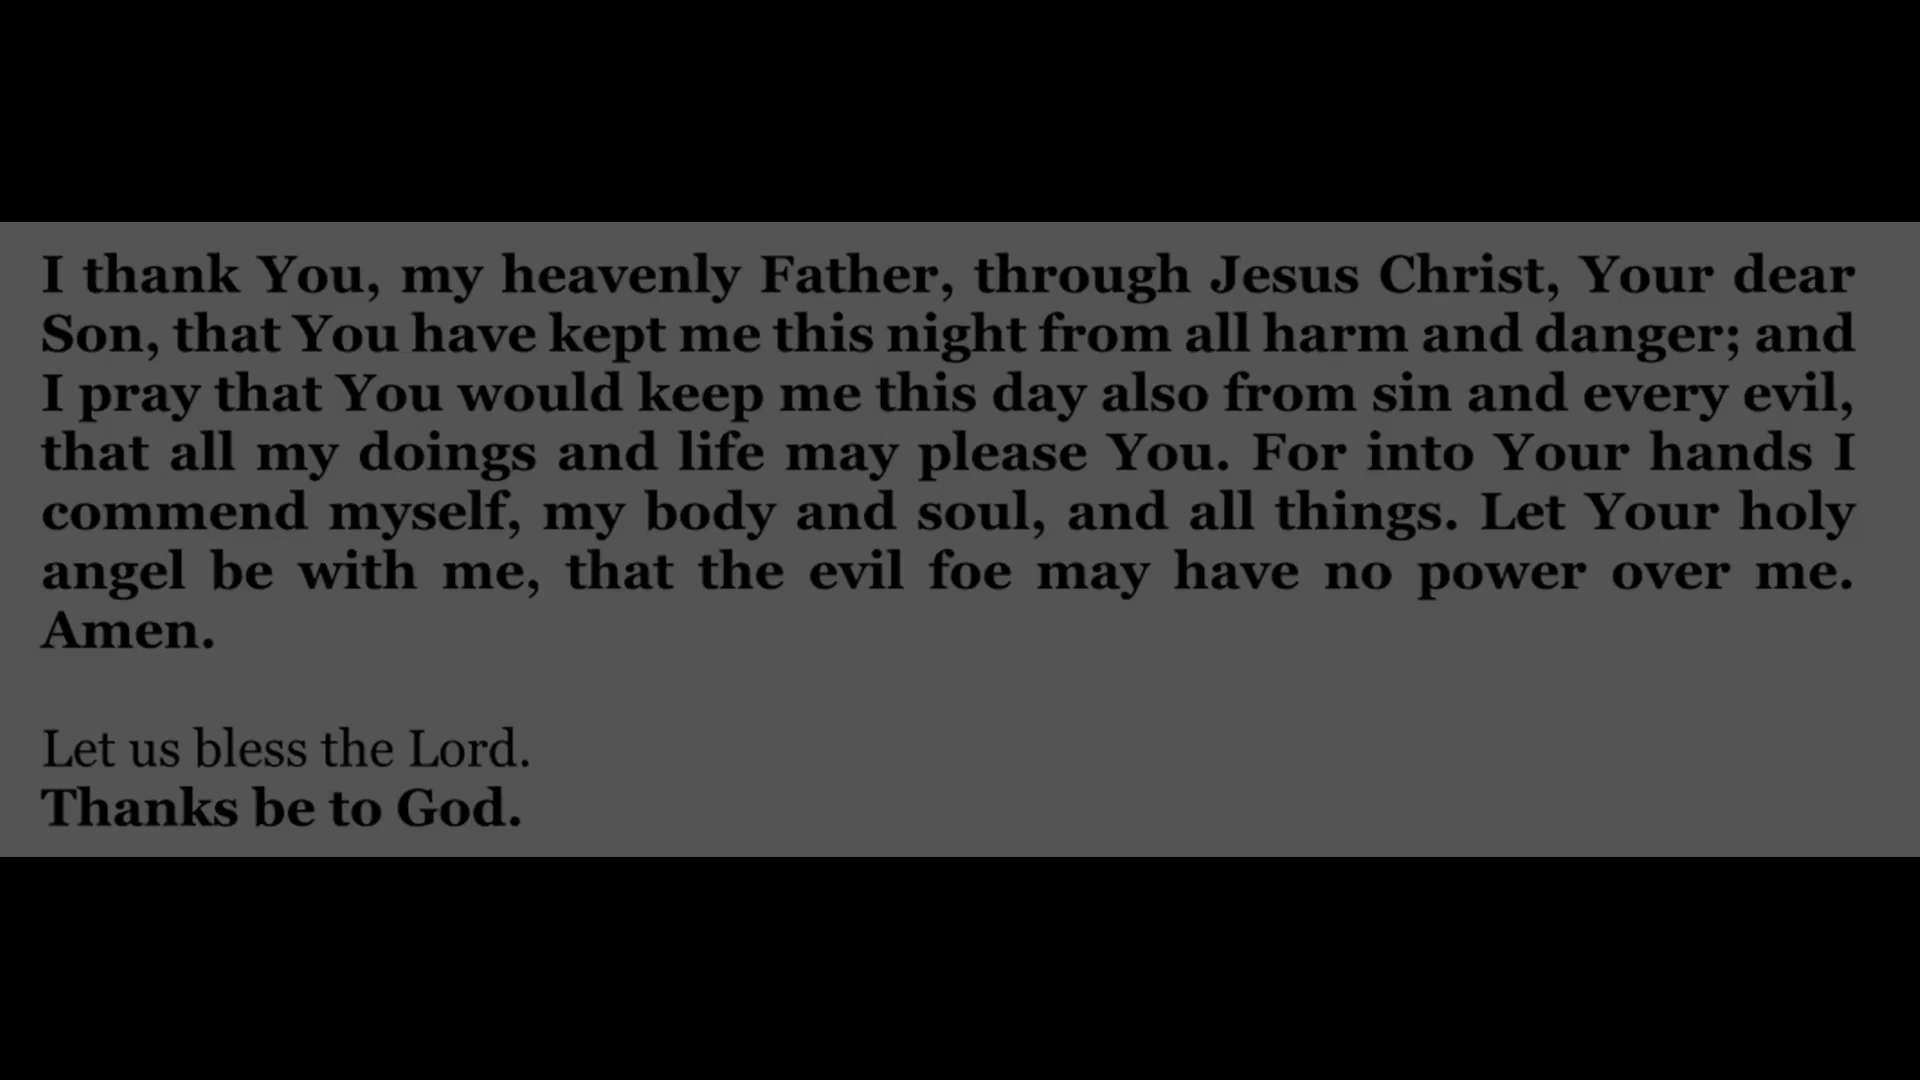 I thank You, my heavenly Father, through Jesus Christ, Your dear
Son, that You have kept me this night from all harm and danger; and
I pray that You would keep me this day also from sin and every evil,
that all my doings and life may please You. For into Your hands I
commend myself, my body and soul, and all things. Let Your holy
angel be with me, that the evil foe may have no power over me.
Amen.
Let us bless the Lord.
Thanks be to God.